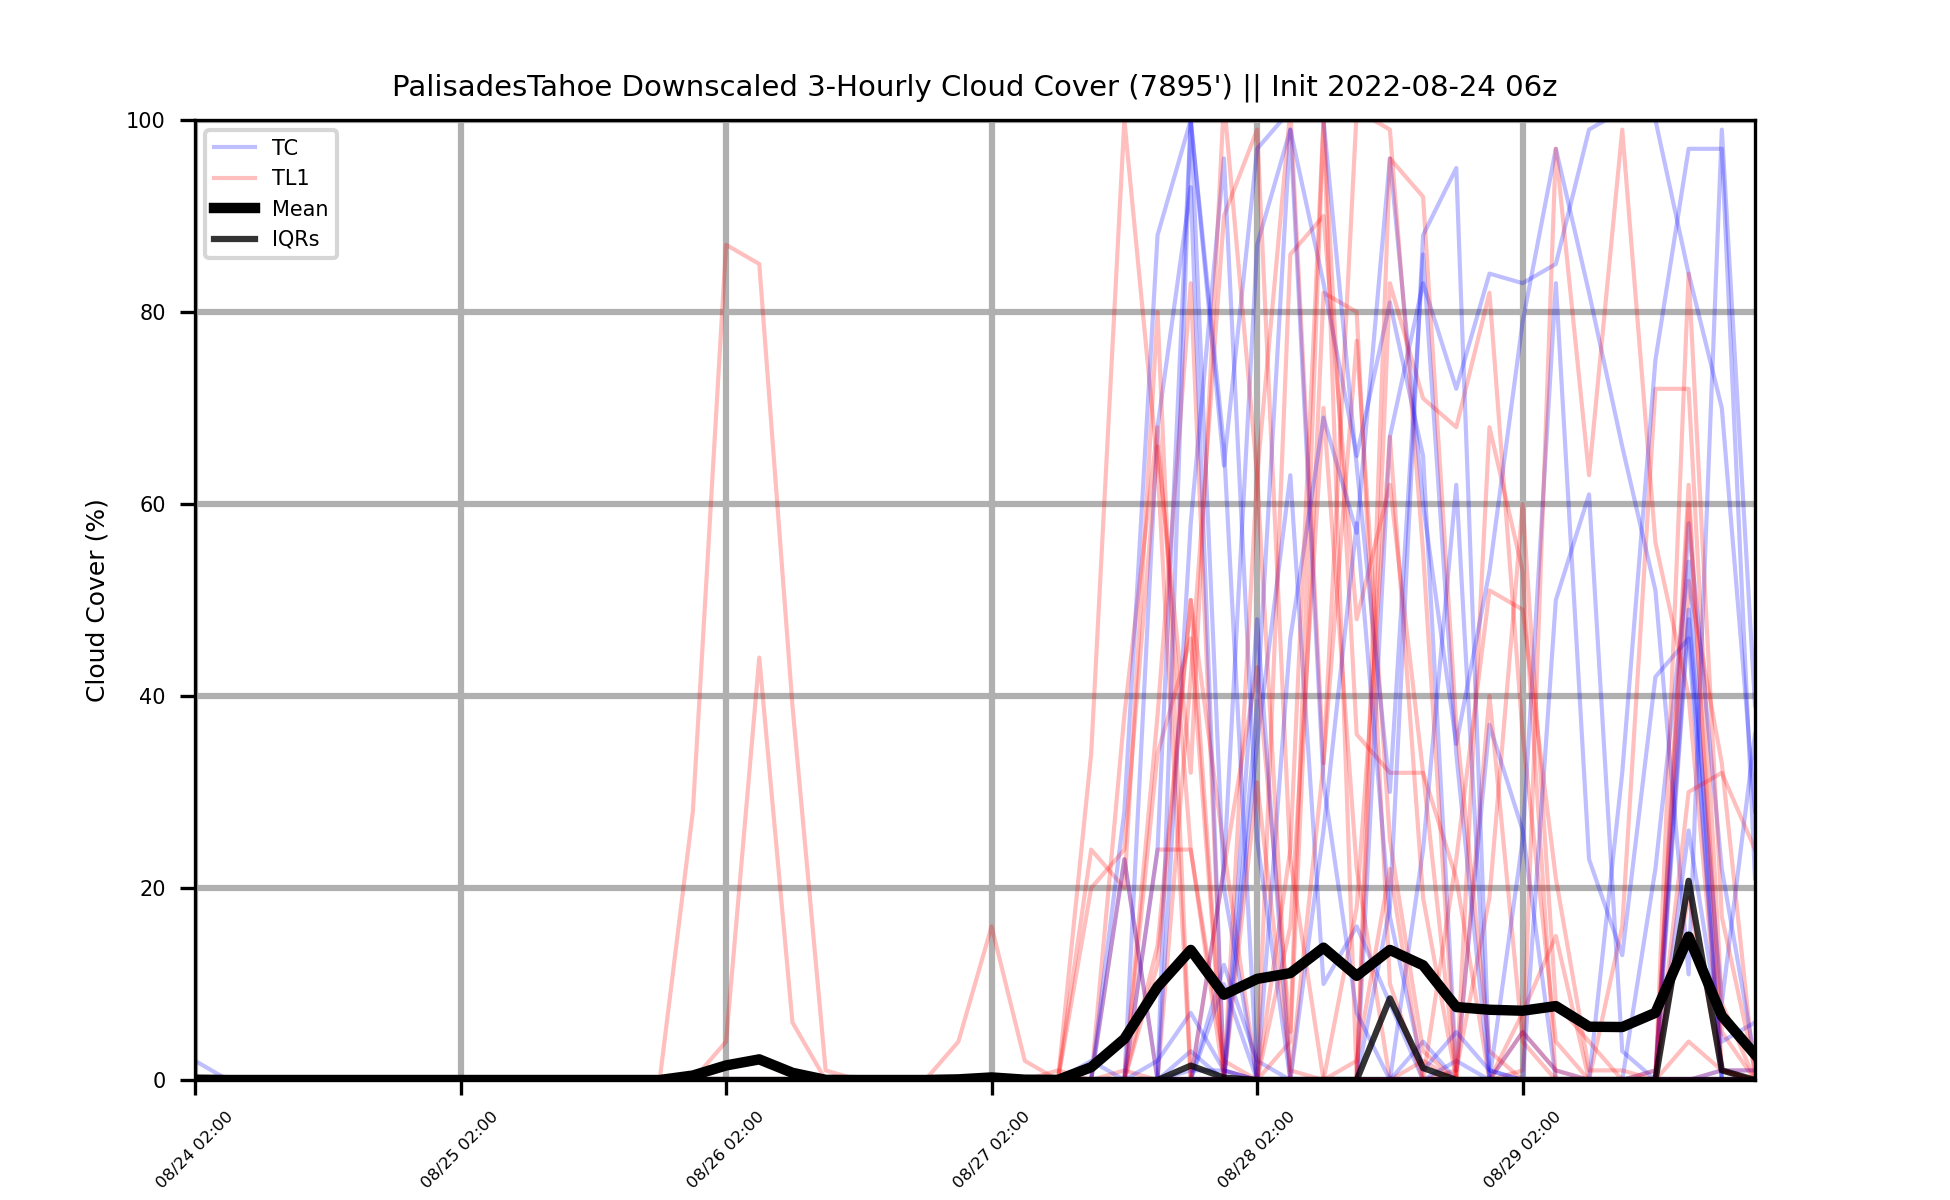 PalisadesTahoe Downscaled 3-Hourly Cloud Cover (7895') || Init 2022-08-24 06z
100
80
60
40
20
0
Cloud Cover (%)
TC
TL1
Mean
IQRs
08/24 02:00
08/25 02:00
08/26 02:00
08/27 02:00
08/28 02:00
08/29 02:00